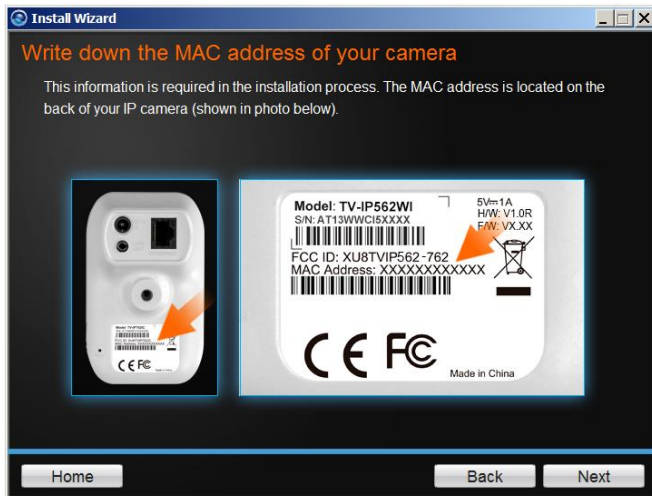 Install Wizard
Write down the MAC address of your camera
This information is required in the installation process. The MAC address is located on the
back of your IP camera (shown in photo below).
Model: TV-IP562WI
S/N: AT13WWCI5XXXX
FCC ID: XU8TVIP562-762
MAC Address: XXXXXXXXXXXX
5V⎓1A
H/W: V1.0R
F/W: VX.XX
CE FC
Made in China
CE FC
Home
Back
Next